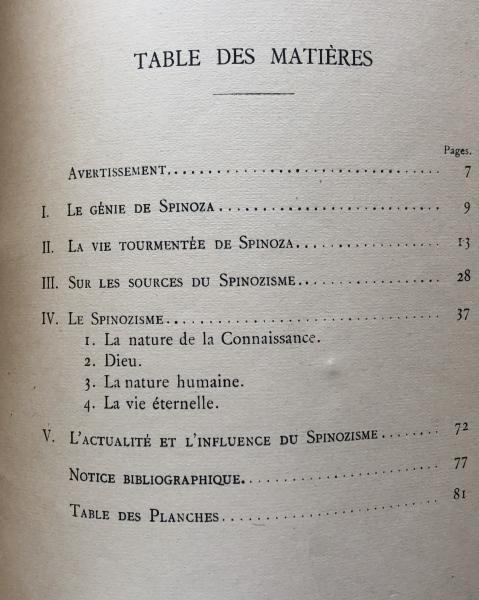 TABLE DES MATIÈRES
Pages.
AVERTISSEMENT. 7
I. LE GÉNIE DE SPINOZA 9
II. LA VIE TOURMENTÉE DE SPINOZA. 13
III. SUR LES SOURCES DU SPINOZISME. 28
IV. LE SPINOZISME. 37
1. La nature de la Connaissance.
2. Dieu.
3. La nature humaine.
4. La vie éternelle.
V. L'ACTUALITÉ ET L'INFLUENCE DU SPINOZISME 72
NOTICE BIBLIOGRAPHIQUE. 77
TABLE DES PLANCHES 81